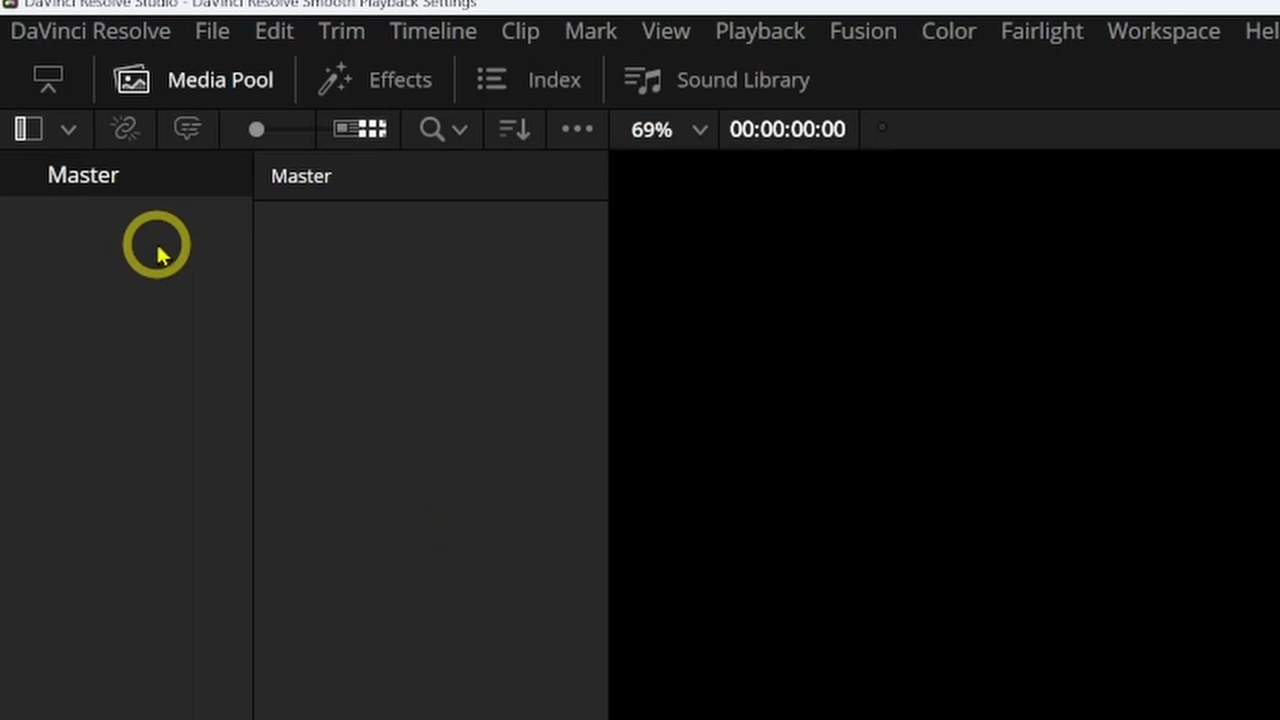 DaVinci Resolve Studio - DaVinci Resolve Smooth Playback Settings
DaVinci Resolve File Edit Trim Timeline Clip Mark View Playback Fusion Color Fairlight Workspace Hel
Media Pool Effects Index Sound Library
69% 00:00:00:00
Master Master